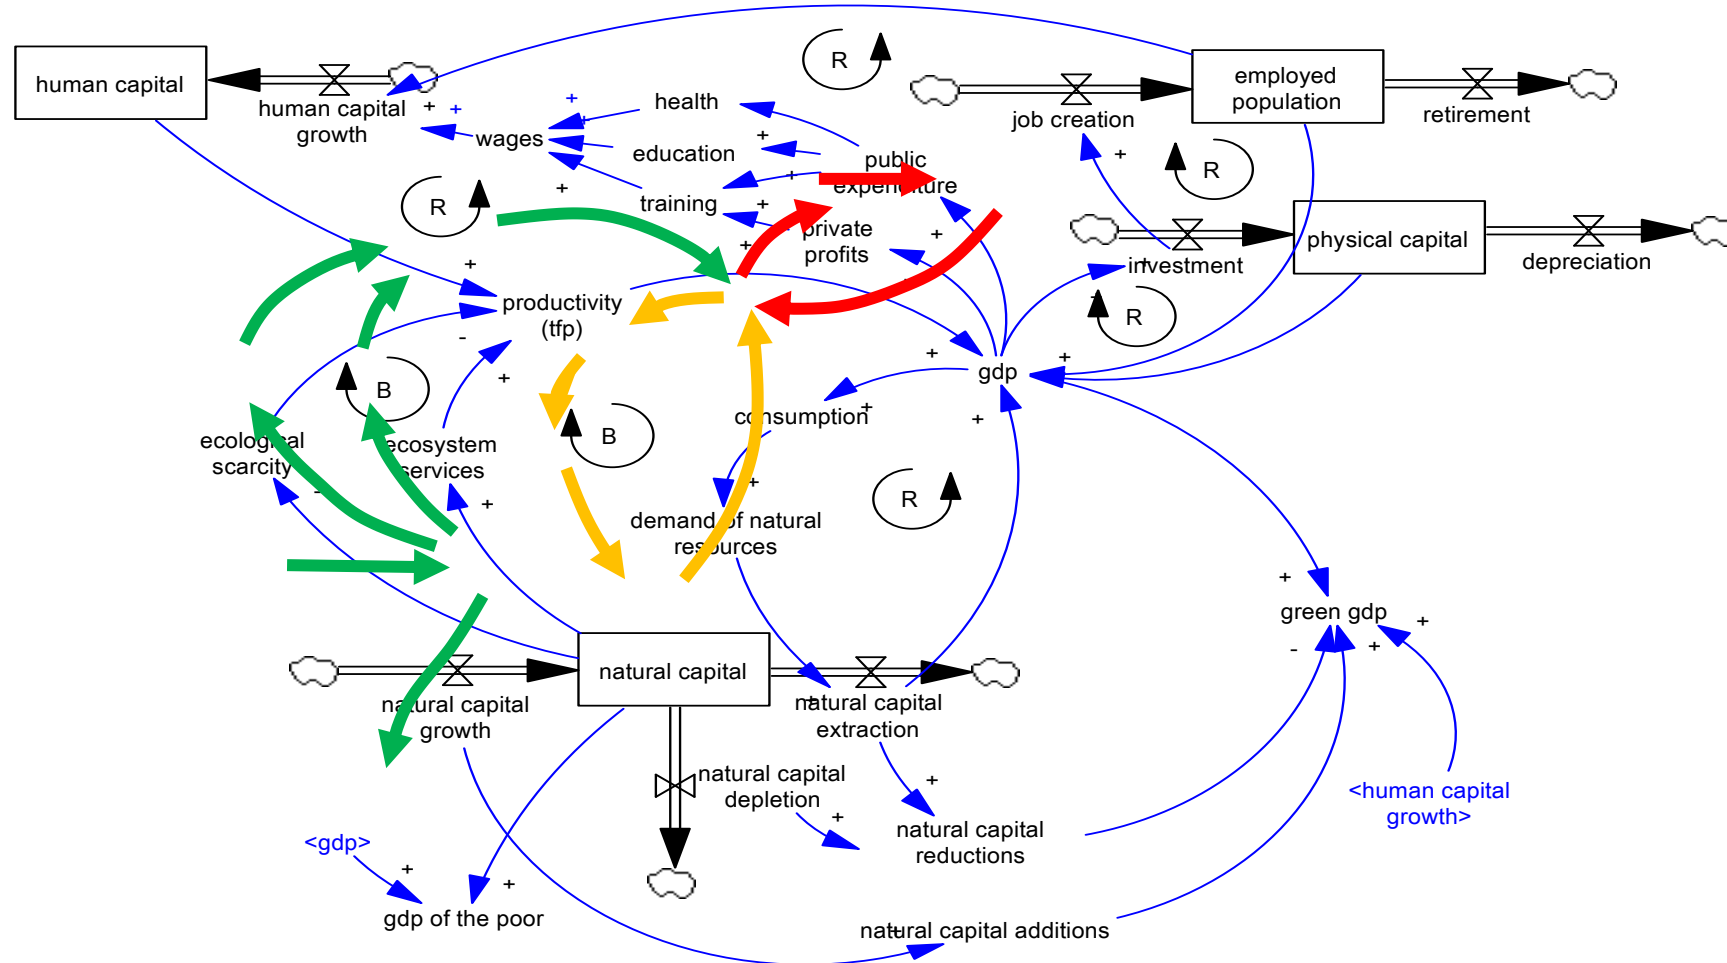 human capital
human capital
growth
wages
health
education
training
public
expenditure
private
profits
R
job creation
employed
population
retirement
R
R
investment
physical capital
depreciation
R
productivity
(tfp)
gdp
consumption
B
B
R
ecological
scarcity
ecosystem
services
demand of natural
resources
green gdp
natural capital
natural capital
growth
natural capital
extraction
natural capital
depletion
natural capital
reductions
<human capital
growth>
<gdp>
gdp of the poor
natural capital additions